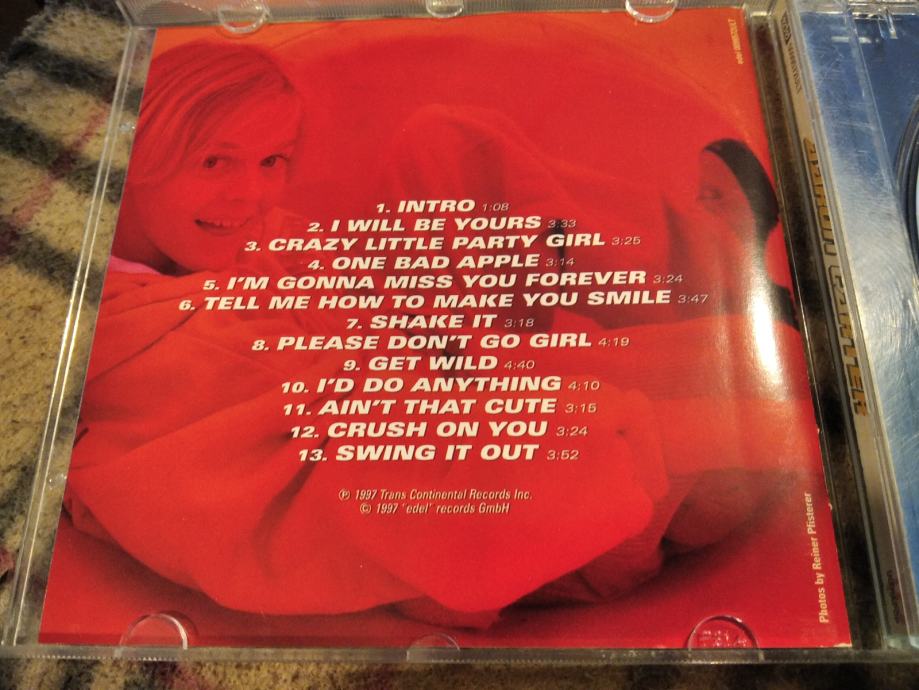 1. INTRO 1:08
2. I WILL BE YOURS 3:33
3. CRAZY LITTLE PARTY GIRL 3:25
4. ONE BAD APPLE 3:14
5. I'M GONNA MISS YOU FOREVER 3:24
6. TELL ME HOW TO MAKE YOU SMILE 3:47
7. SHAKE IT 3:18
8. PLEASE DON'T GO GIRL 4:19
9. GET WILD 4:40
10. I'D DO ANYTHING 4:10
11. AIN'T THAT CUTE 3:15
12. CRUSH ON YOU 3:24
13. SWING IT OUT 3:52
℗ 1997 Trans Continental Records Inc.
© 1997 "edel" records GmbH
Photos by Reiner Pfisterer
AARON CARTER